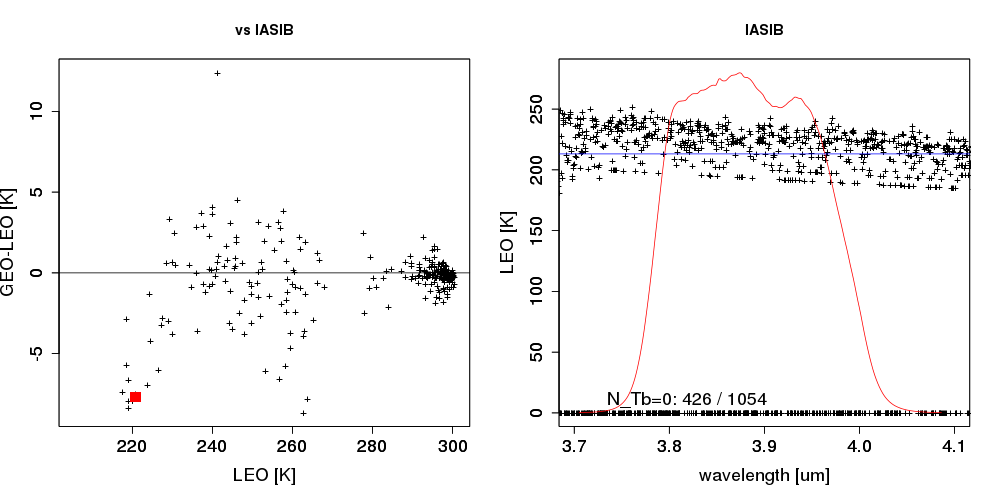 vs IASIB
GEO-LEO [K]
10
5
0
-5
220 240 260 280 300
LEO [K]
IASIB
LEO [K]
250
200
150
100
50
0
N_Tb=0: 426 / 1054
3.7 3.8 3.9 4.0 4.1
wavelength [um]